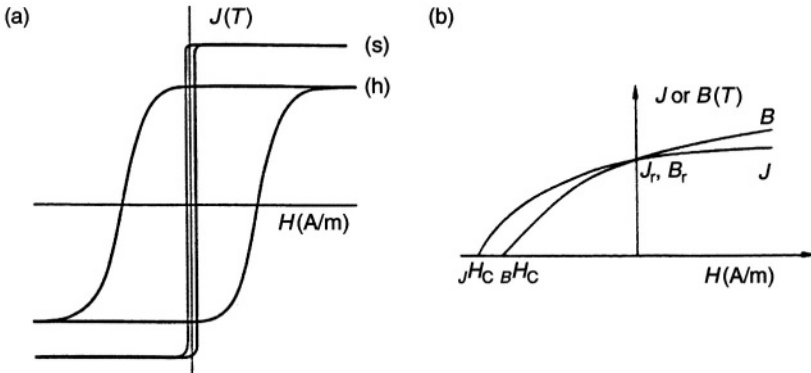 (a)
J(T)
(s)
(h)
H(A/m)
(b)
J or B(T)
B
Jr, Br
J
JHC BHC
H(A/m)